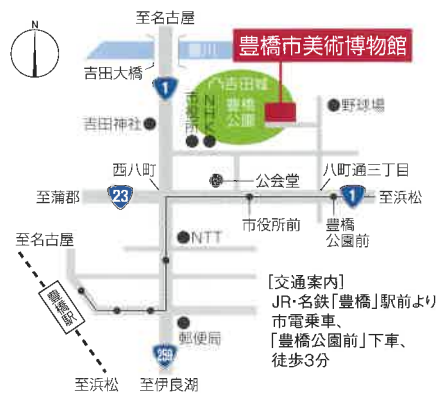 N
至名古屋
豊橋市美術博物館
吉田大橋
1
凸吉田城
豊橋
公園
市役所
NHK
野球場
吉田神社
西八町
公会堂
八町通三丁目
至蒲郡
23
1
至浜松
市役所前
豊橋
公園前
至名古屋
NTT
豊橋駅
[交通案内]
JR・名鉄「豊橋」駅前より
市電乗車、
「豊橋公園前」下車、
徒歩3分
郵便局
259
至浜松
至伊良湖